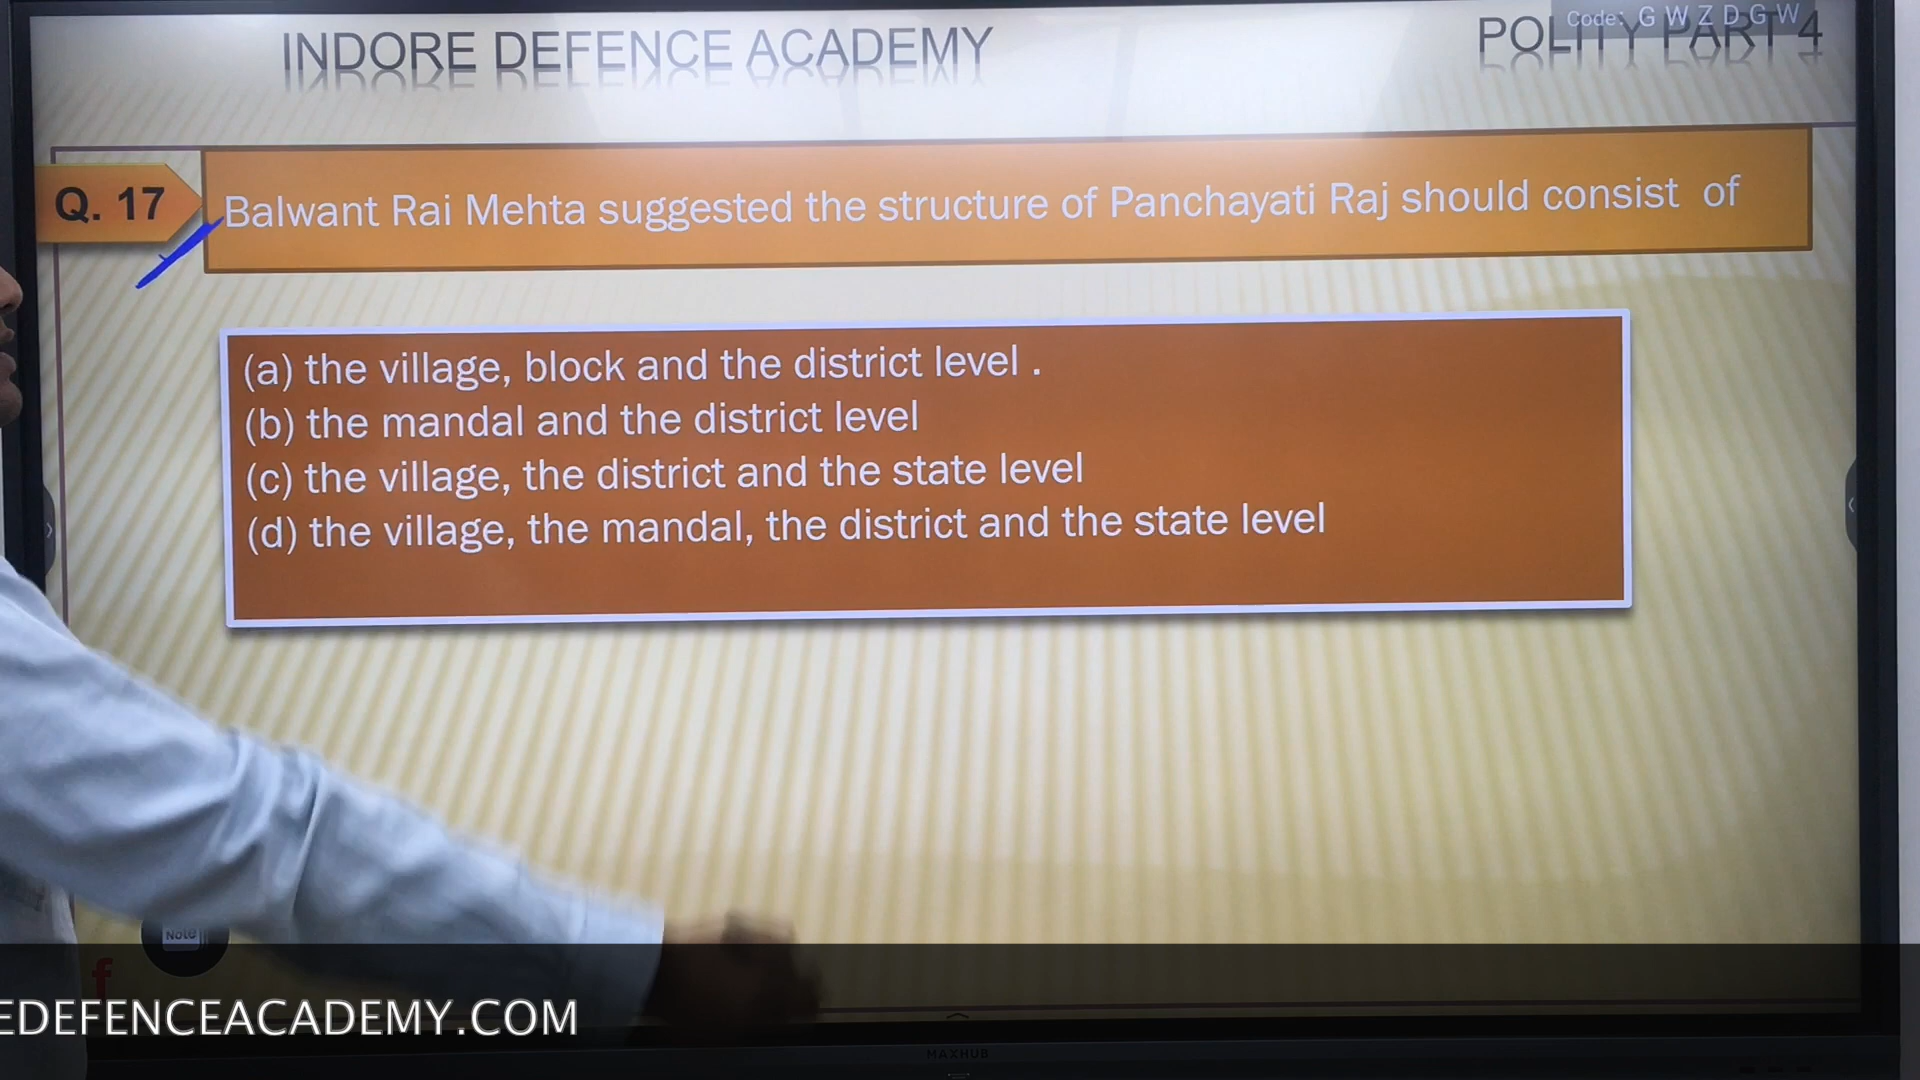 Code: G W Z D G W
INDORE DEFENCE ACADEMY
POLITY PART 4
Q. 17
Balwant Rai Mehta suggested the structure of Panchayati Raj should consist of
(a) the village, block and the district level .
(b) the mandal and the district level
(c) the village, the district and the state level
(d) the village, the mandal, the district and the state level
Note
f
EDEFENCEACADEMY.COM
MAXHUB